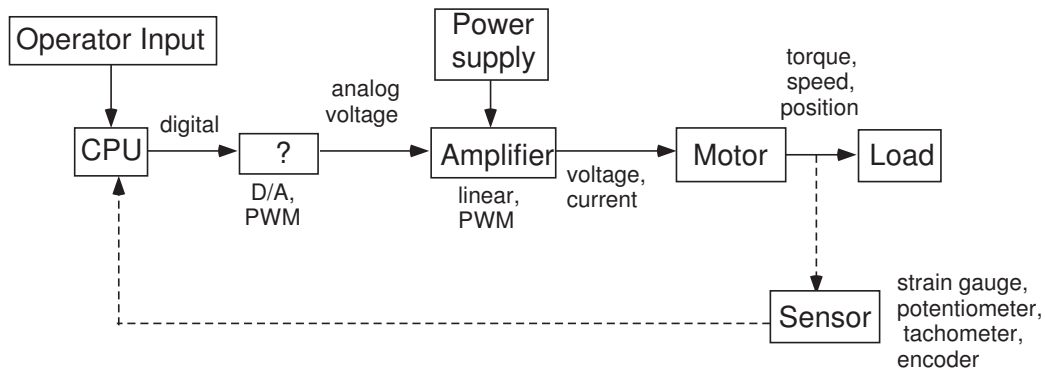 Operator Input
Power
supply
torque,
speed,
position
analog
voltage
digital
CPU
?
Amplifier
Motor
Load
D/A,
PWM
linear,
PWM
voltage,
current
Sensor
strain gauge,
potentiometer,
tachometer,
encoder